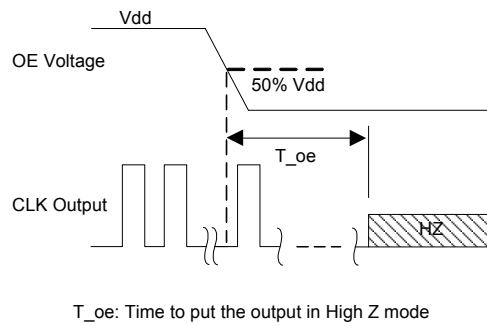 Vdd
OE Voltage
50% Vdd
T_oe
CLK Output
HZ
T_oe: Time to put the output in High Z mode